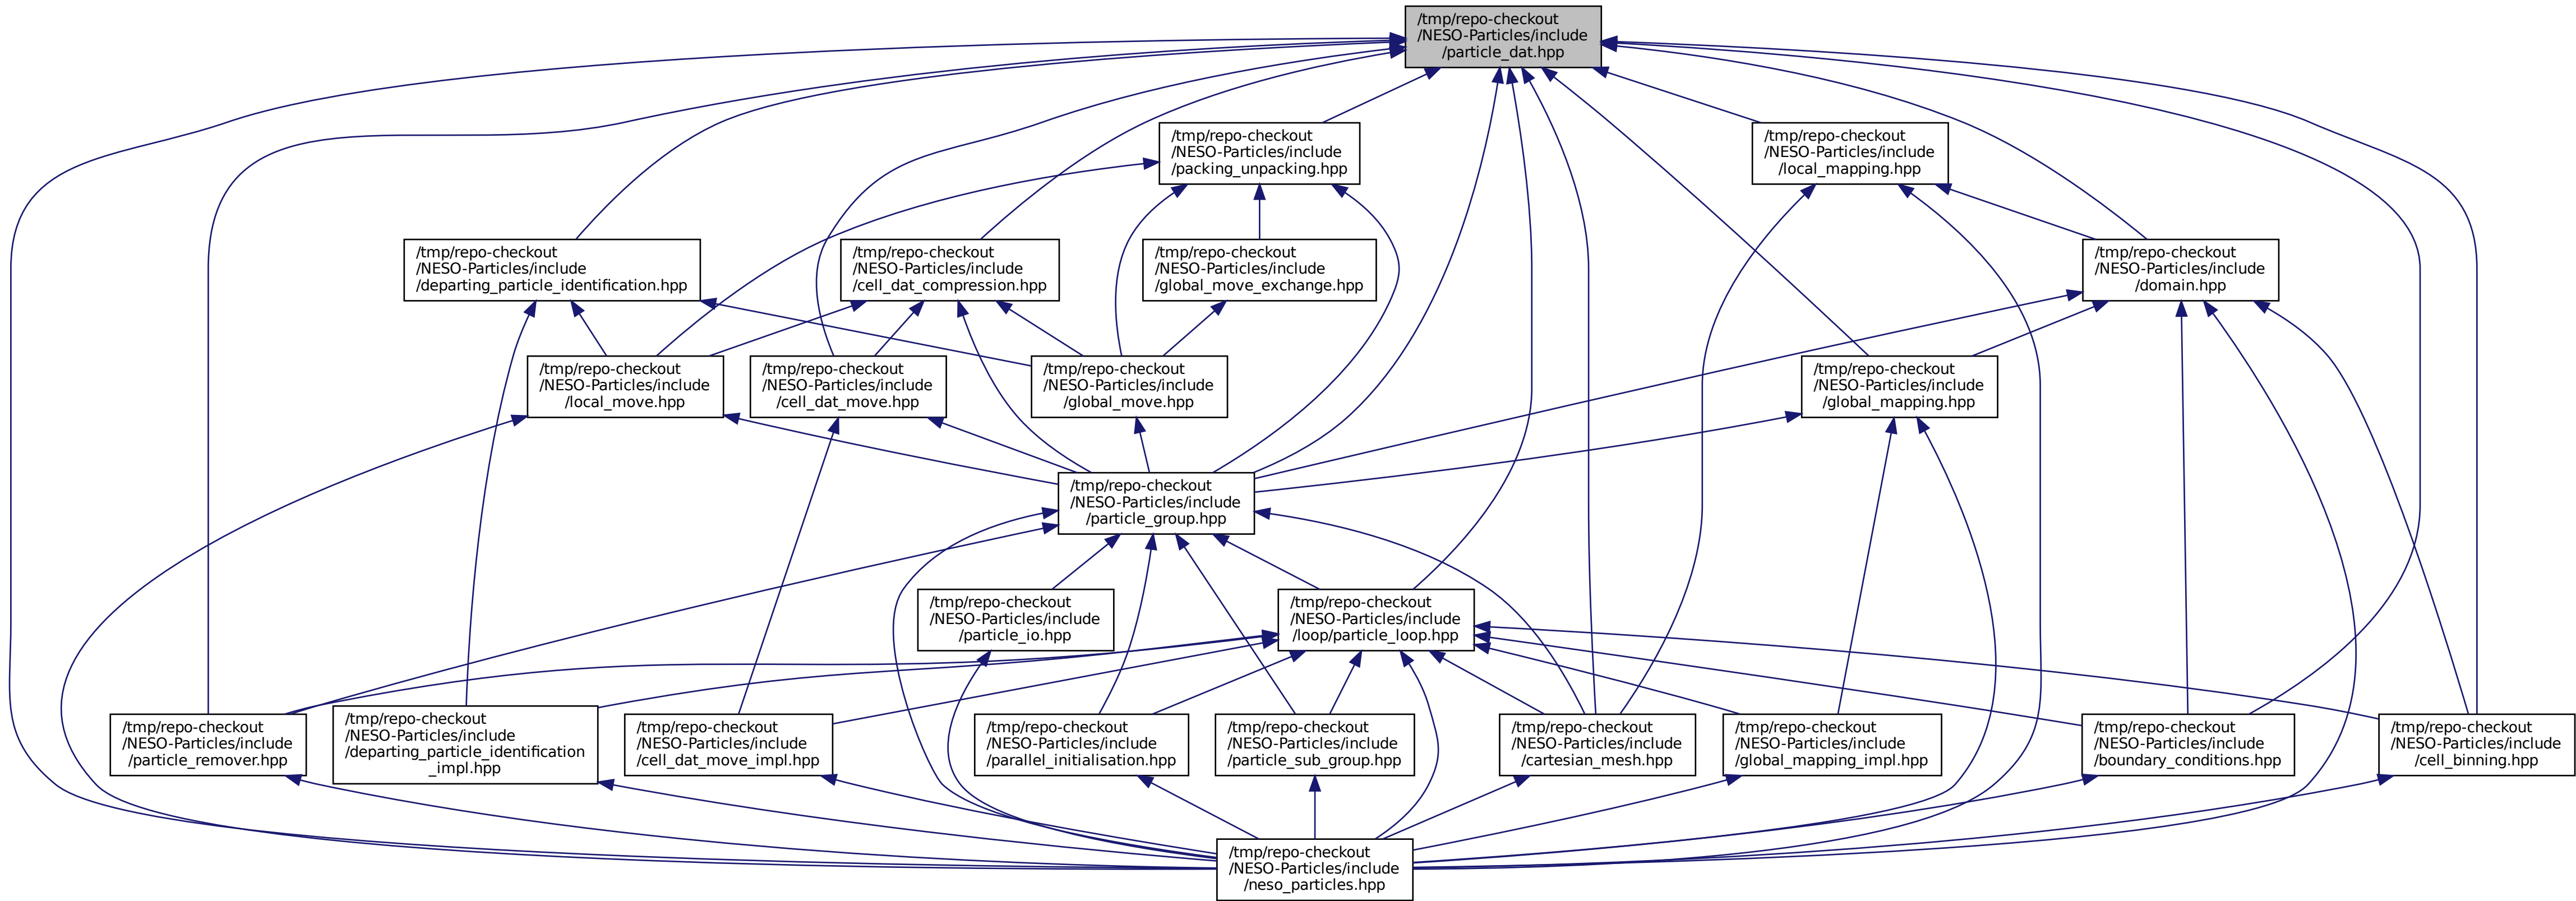 /tmp/repo-checkout
/NESO-Particles/include
/particle_dat.hpp
/tmp/repo-checkout
/NESO-Particles/include
/packing_unpacking.hpp
/tmp/repo-checkout
/NESO-Particles/include
/local_mapping.hpp
/tmp/repo-checkout
/NESO-Particles/include
/departing_particle_identification.hpp
/tmp/repo-checkout
/NESO-Particles/include
/cell_dat_compression.hpp
/tmp/repo-checkout
/NESO-Particles/include
/global_move_exchange.hpp
/tmp/repo-checkout
/NESO-Particles/include
/domain.hpp
/tmp/repo-checkout
/NESO-Particles/include
/local_move.hpp
/tmp/repo-checkout
/NESO-Particles/include
/cell_dat_move.hpp
/tmp/repo-checkout
/NESO-Particles/include
/global_move.hpp
/tmp/repo-checkout
/NESO-Particles/include
/global_mapping.hpp
/tmp/repo-checkout
/NESO-Particles/include
/particle_group.hpp
/tmp/repo-checkout
/NESO-Particles/include
/particle_io.hpp
/tmp/repo-checkout
/NESO-Particles/include
/loop/particle_loop.hpp
/tmp/repo-checkout
/NESO-Particles/include
/particle_remover.hpp
/tmp/repo-checkout
/NESO-Particles/include
/departing_particle_identification
_impl.hpp
/tmp/repo-checkout
/NESO-Particles/include
/cell_dat_move_impl.hpp
/tmp/repo-checkout
/NESO-Particles/include
/parallel_initialisation.hpp
/tmp/repo-checkout
/NESO-Particles/include
/particle_sub_group.hpp
/tmp/repo-checkout
/NESO-Particles/include
/cartesian_mesh.hpp
/tmp/repo-checkout
/NESO-Particles/include
/global_mapping_impl.hpp
/tmp/repo-checkout
/NESO-Particles/include
/boundary_conditions.hpp
/tmp/repo-checkout
/NESO-Particles/include
/cell_binning.hpp
/tmp/repo-checkout
/NESO-Particles/include
/neso_particles.hpp